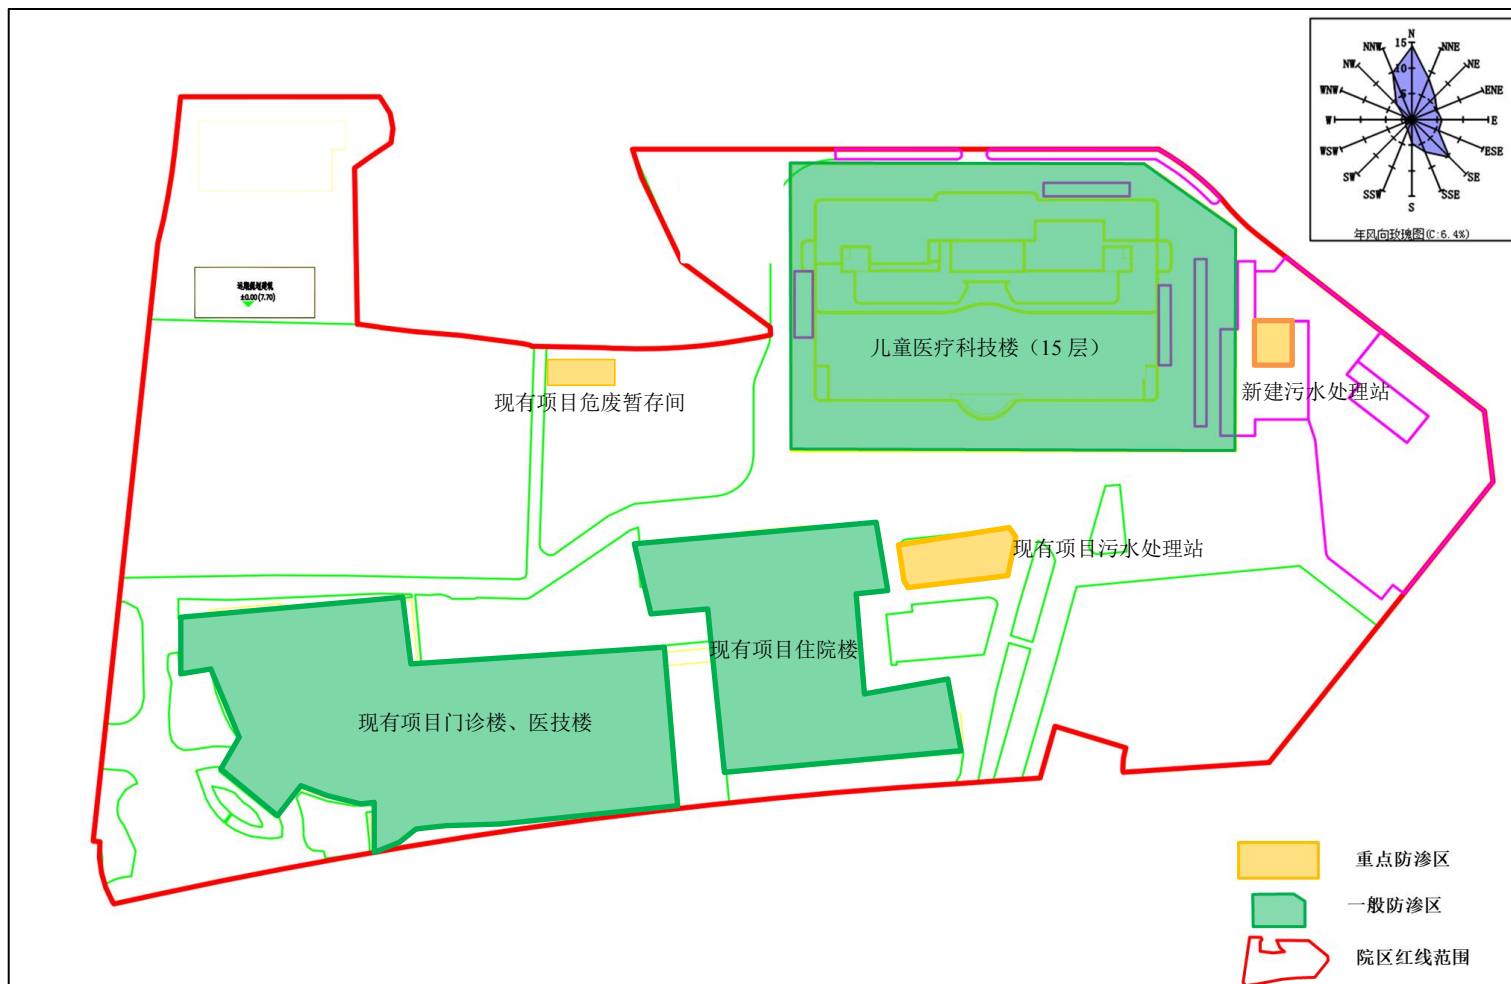 N
15
NNW
NNE
NW
10
NE
WNW
5
ENE
W
E
WSW
ESE
SW
SE
SSW
SSE
S
年风向玫瑰图(C:6.4%)
±0.00(7.70)
儿童医疗科技楼（15 层）
新建污水处理站
现有项目危废暂存间
现有项目污水处理站
现有项目住院楼
现有项目门诊楼、医技楼
重点防渗区
一般防渗区
院区红线范围